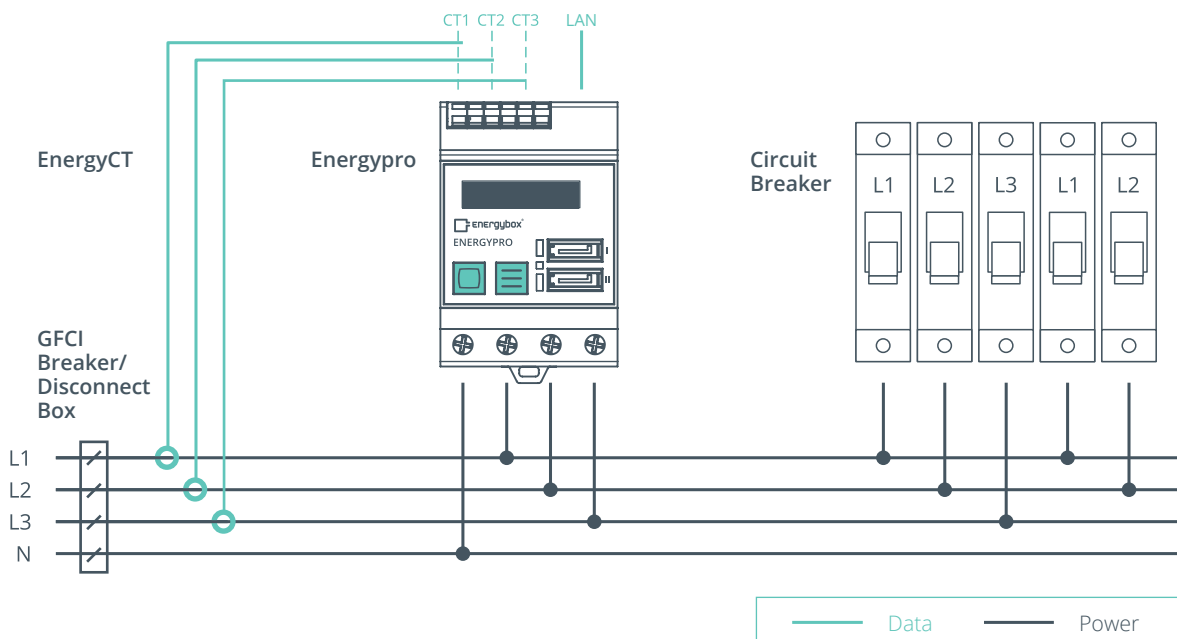 CT1 CT2 CT3 LAN
EnergyCT
Energypro
Circuit
Breaker
L1 L2 L3 L1 L2
energybox
ENERGYPRO
I
II
GFCI
Breaker/
Disconnect
Box
L1
L2
L3
N
Data Power